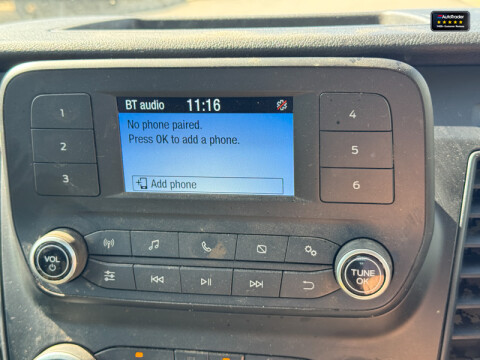 AutoTrader
BT audio 11:16
No phone paired.
Press OK to add a phone.
Add phone
1
2
3
4
5
6
VOL
TUNE
OK